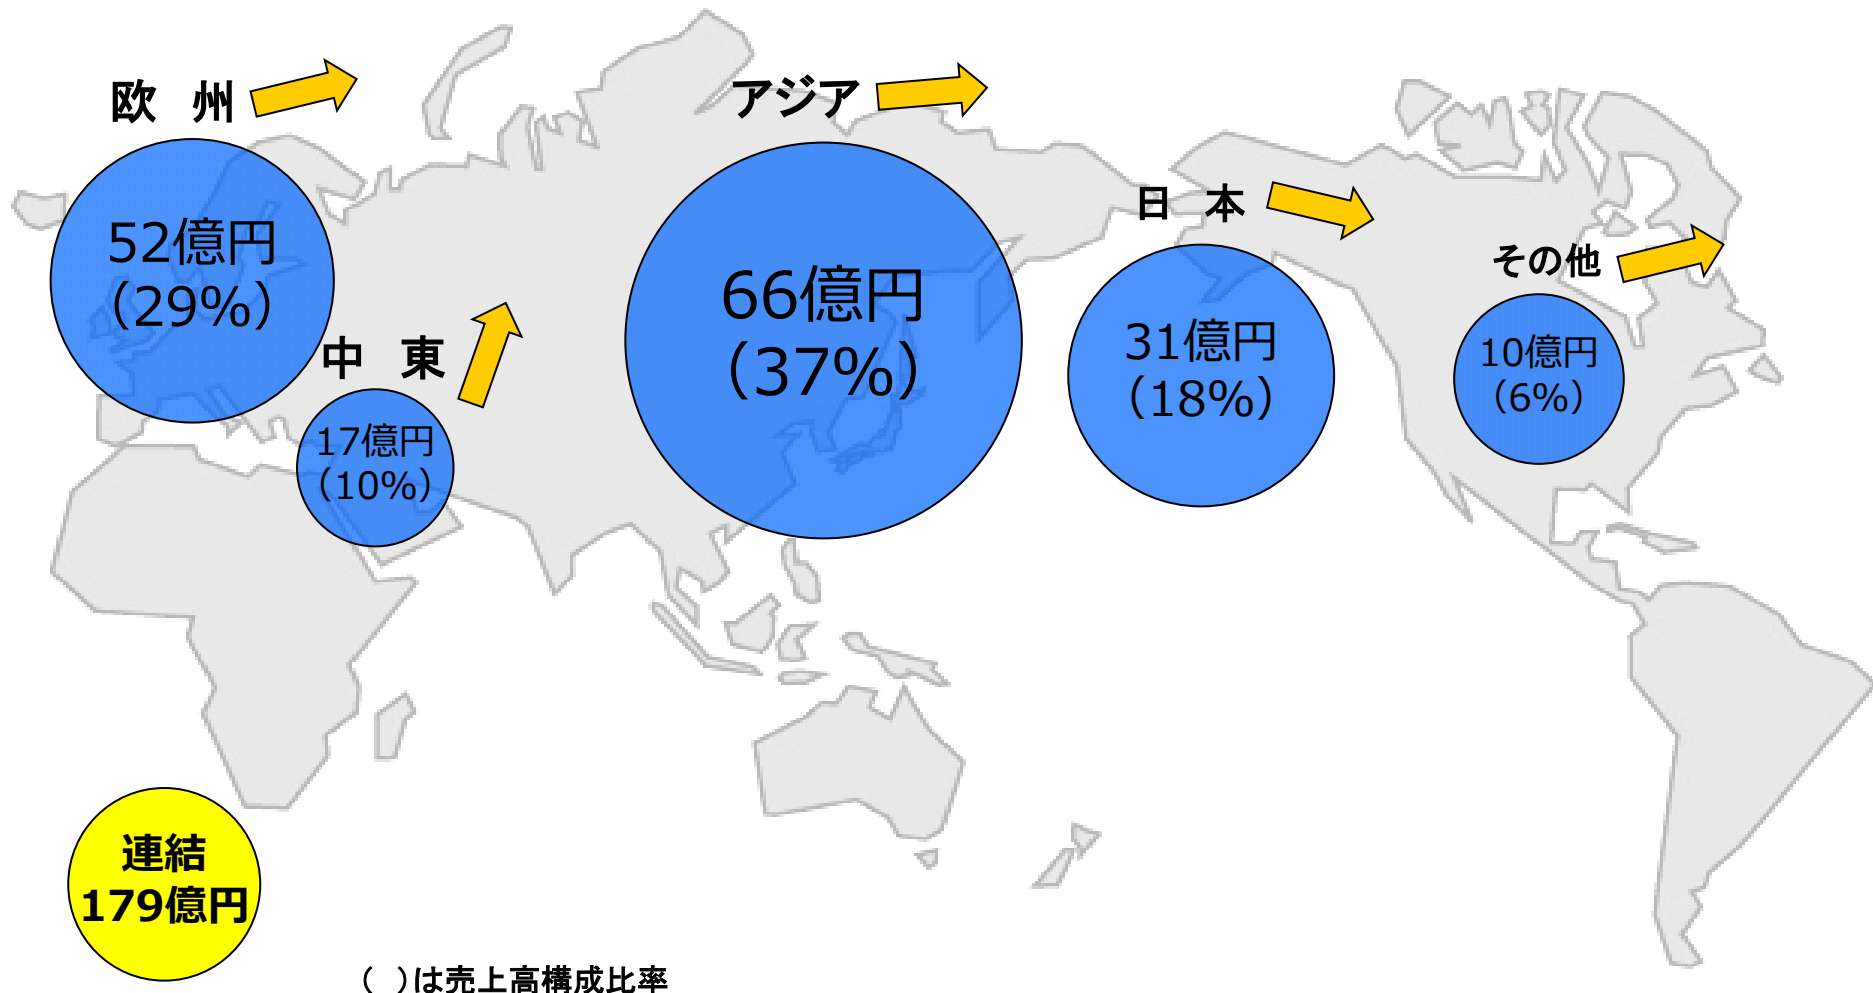 欧　州
52億円
（29%）
中　東
17億円
（10%）
アジア
66億円
（37%）
日　本
31億円
（18%）
その他
10億円
（6%）
連結
179億円
（　）は売上高構成比率